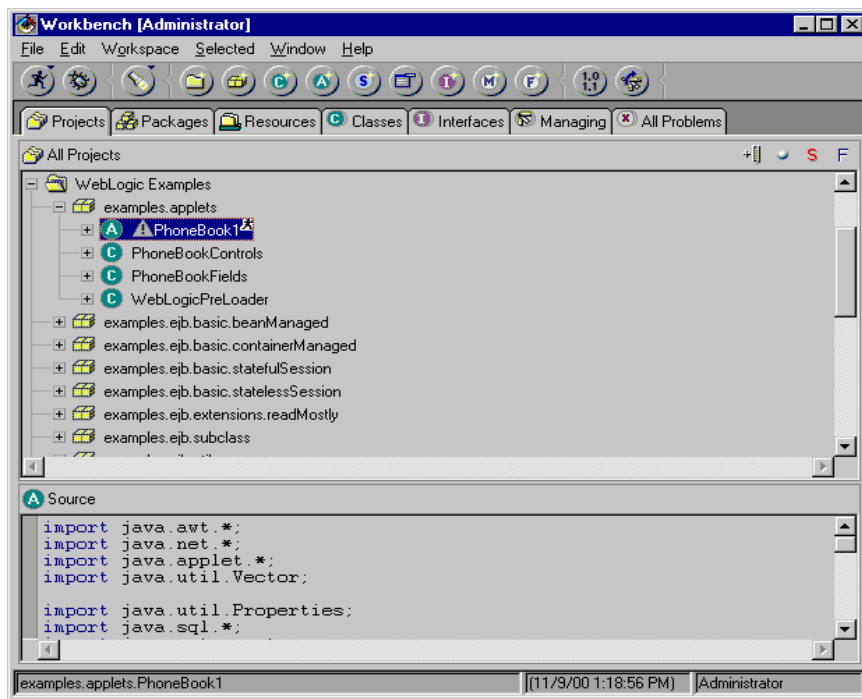 Workbench [Administrator]
File Edit Workspace Selected Window Help
1.0
1.1
Projects Packages Resources C Classes I Interfaces Managing All Problems
All Projects S F
WebLogic Examples
examples.applets
A PhoneBook1
C PhoneBookControls
C PhoneBookFields
C WebLogicPreLoader
examples.ejb.basic.beanManaged
examples.ejb.basic.containerManaged
examples.ejb.basic.statefulSession
examples.ejb.basic.statelessSession
examples.ejb.extensions.readMostly
examples.ejb.subclass
A Source
import java.awt.*;
import java.net.*;
import java.applet.*;
import java.util.Vector;
import java.util.Properties;
import java.sql.*;
examples.applets.PhoneBook1 (11/9/00 1:18:56 PM) Administrator